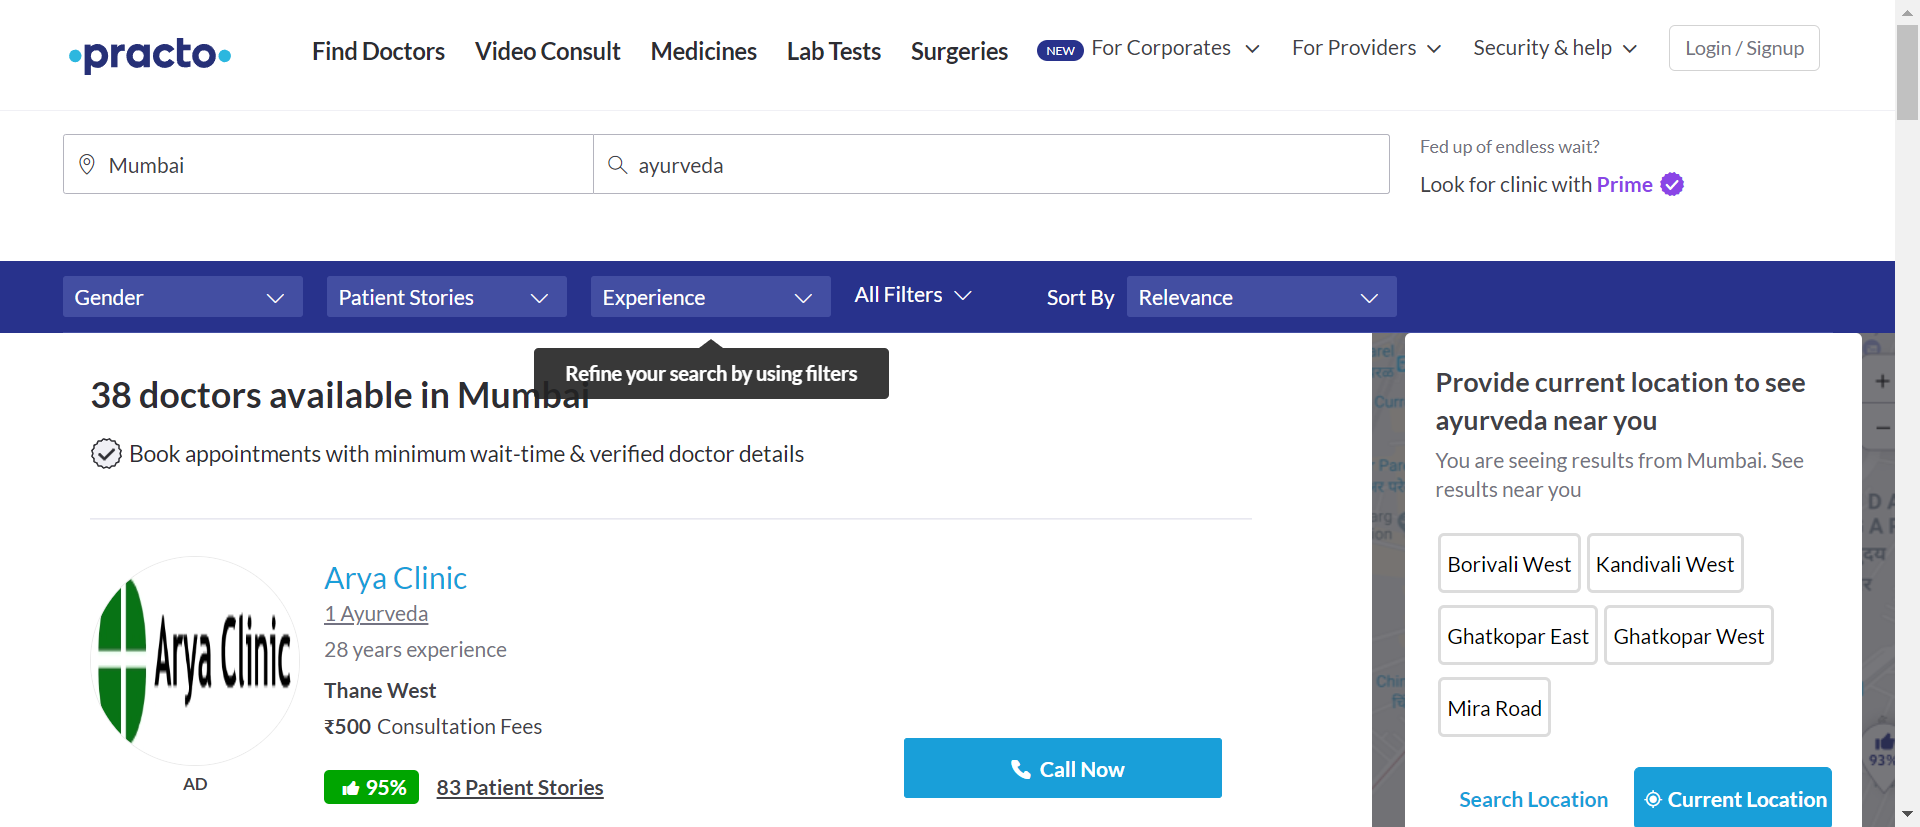 practo
Find Doctors Video Consult Medicines Lab Tests Surgeries NEW For Corporates For Providers Security & help Login / Signup
Mumbai ayurveda
Fed up of endless wait?
Look for clinic with Prime
Gender Patient Stories Experience All Filters Sort By Relevance
Refine your search by using filters
38 doctors available in Mumbai
Book appointments with minimum wait-time & verified doctor details
Arya Clinic
AD
Arya Clinic
1 Ayurveda
28 years experience
Thane West
₹500 Consultation Fees
95% 83 Patient Stories
Call Now
Provide current location to see
ayurveda near you
You are seeing results from Mumbai. See
results near you
Borivali West Kandivali West
Ghatkopar East Ghatkopar West
Mira Road
Search Location Current Location
93%